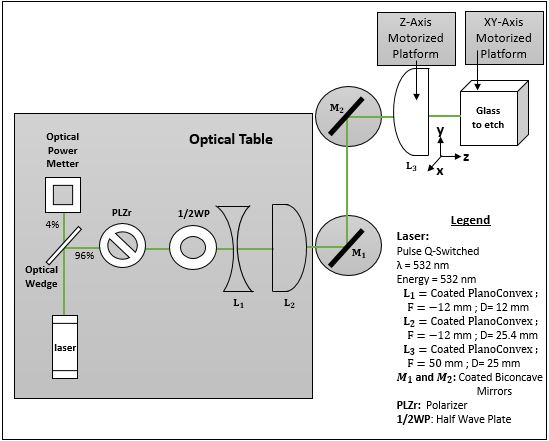 Z-Axis
Motorized
Platform
XY-Axis
Motorized
Platform
M₂
Glass
to etch
L₃
y
z
x
Optical Table
Optical
Power
Metter
4%
PLZr
1/2WP
96%
Optical
Wedge
M₁
L₁
L₂
laser
Legend
Laser:
Pulse Q-Switched
λ = 532 nm
Energy = 532 nm
L₁ = Coated PlanoConvex ;
F = −12 mm ; D= 12 mm
L₂ = Coated PlanoConvex ;
F = −12 mm ; D= 25.4 mm
L₃ = Coated PlanoConvex ;
F = 50 mm ; D= 25 mm
M₁ and M₂: Coated Biconcave
Mirrors
PLZr: Polarizer
1/2WP: Half Wave Plate